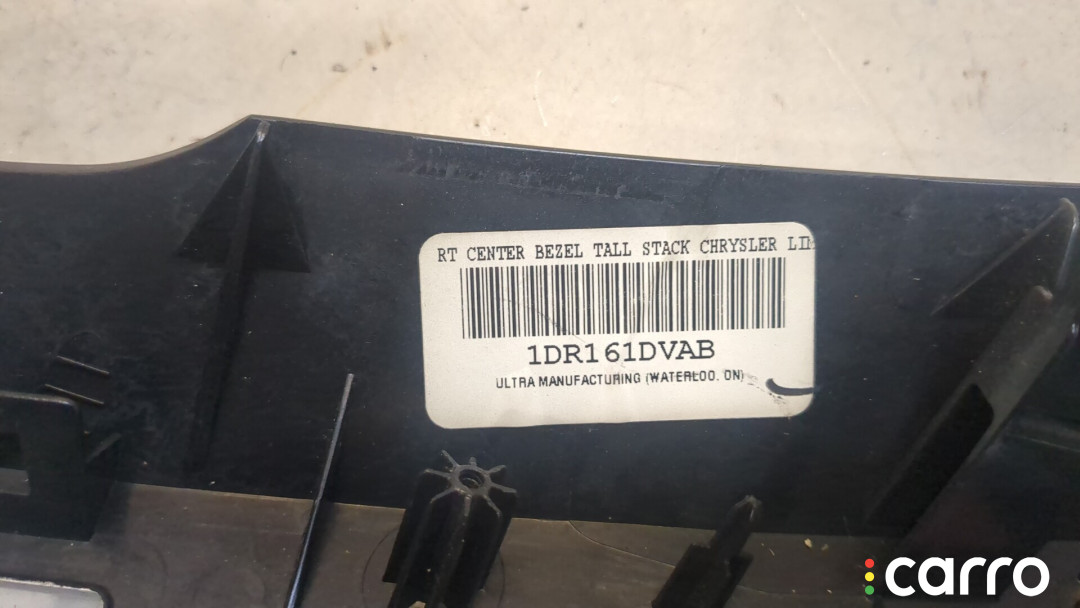 RT CENTER BEZEL TALL STACK CHRYSLER
1DR161DVAB
ULTRA MANUFACTURING (WATERLOO. ON)
carro